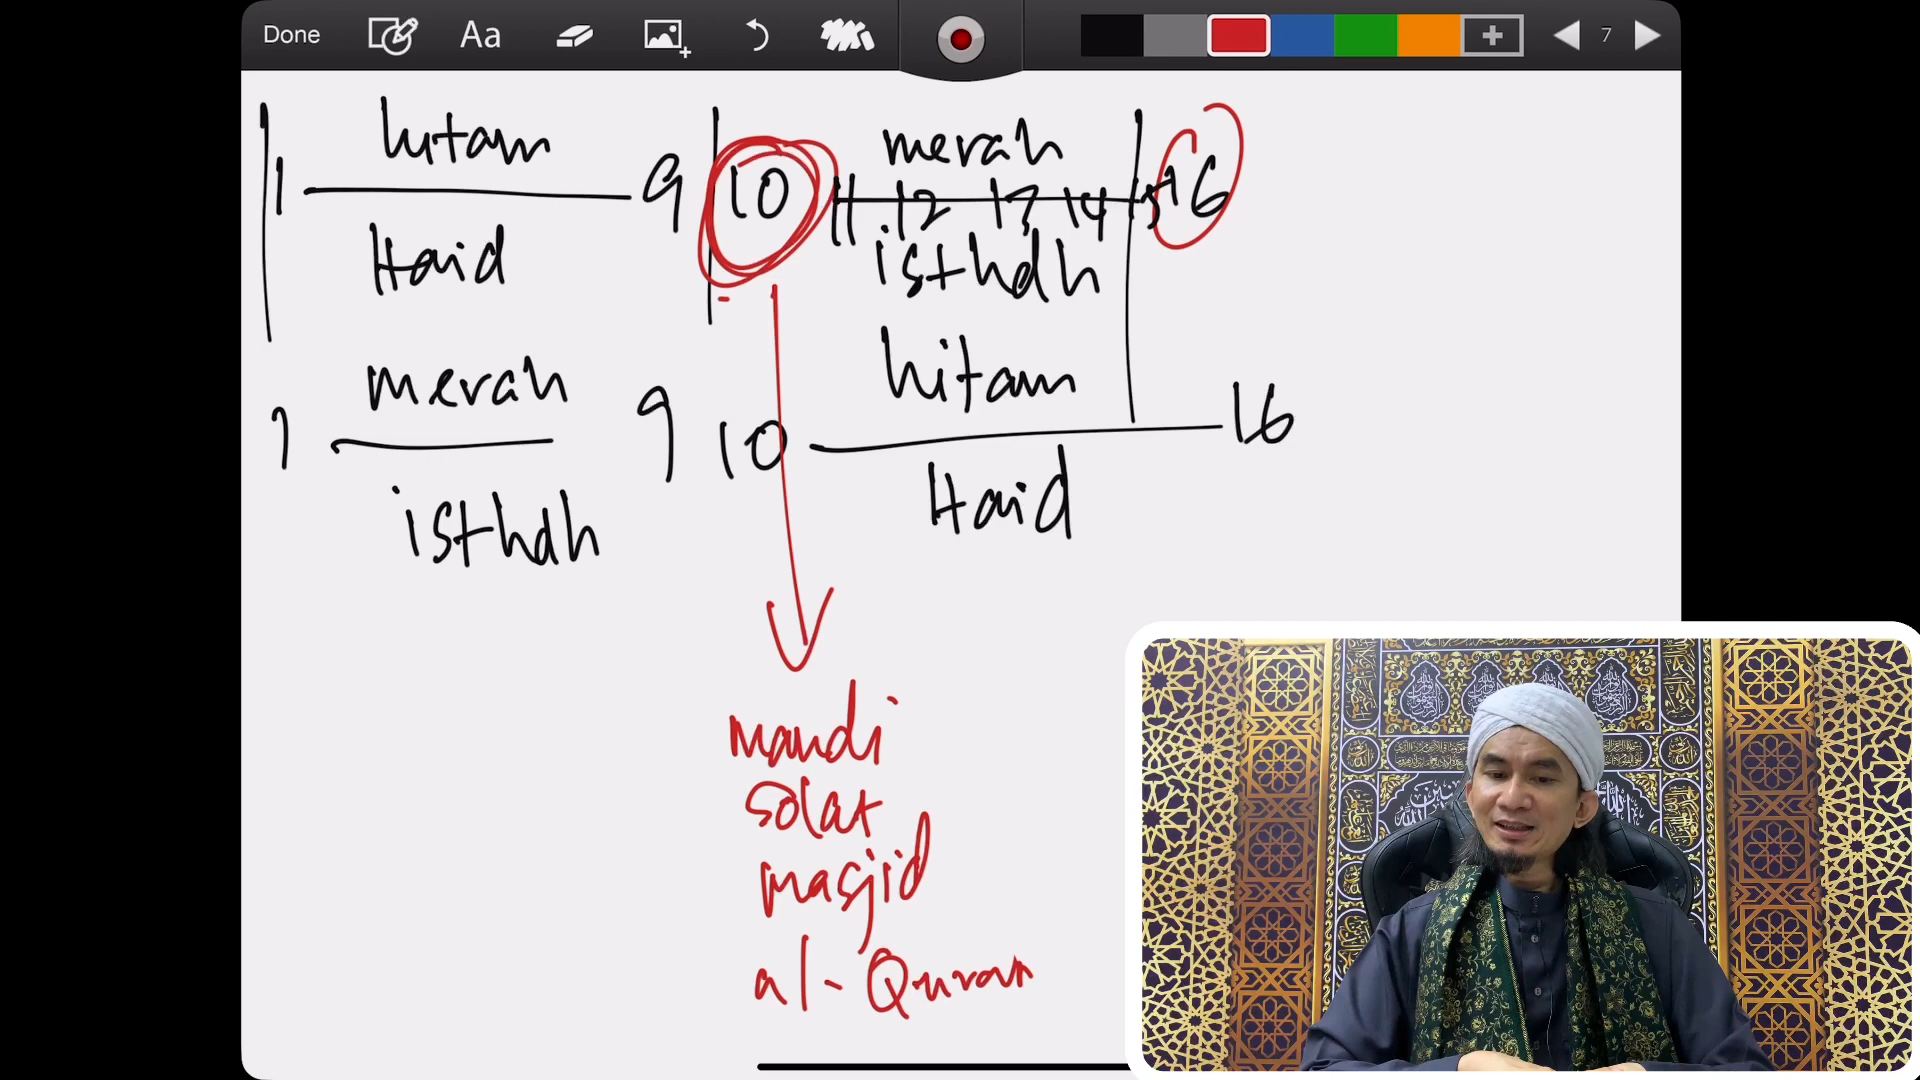 Done Aa 7
hitam merah
1 9 10 11 12 13 14 15 16
Haid isthdh
merah hitam
1 9 10 16
isthdh Haid
mandi
solat
masjid
al-Quran